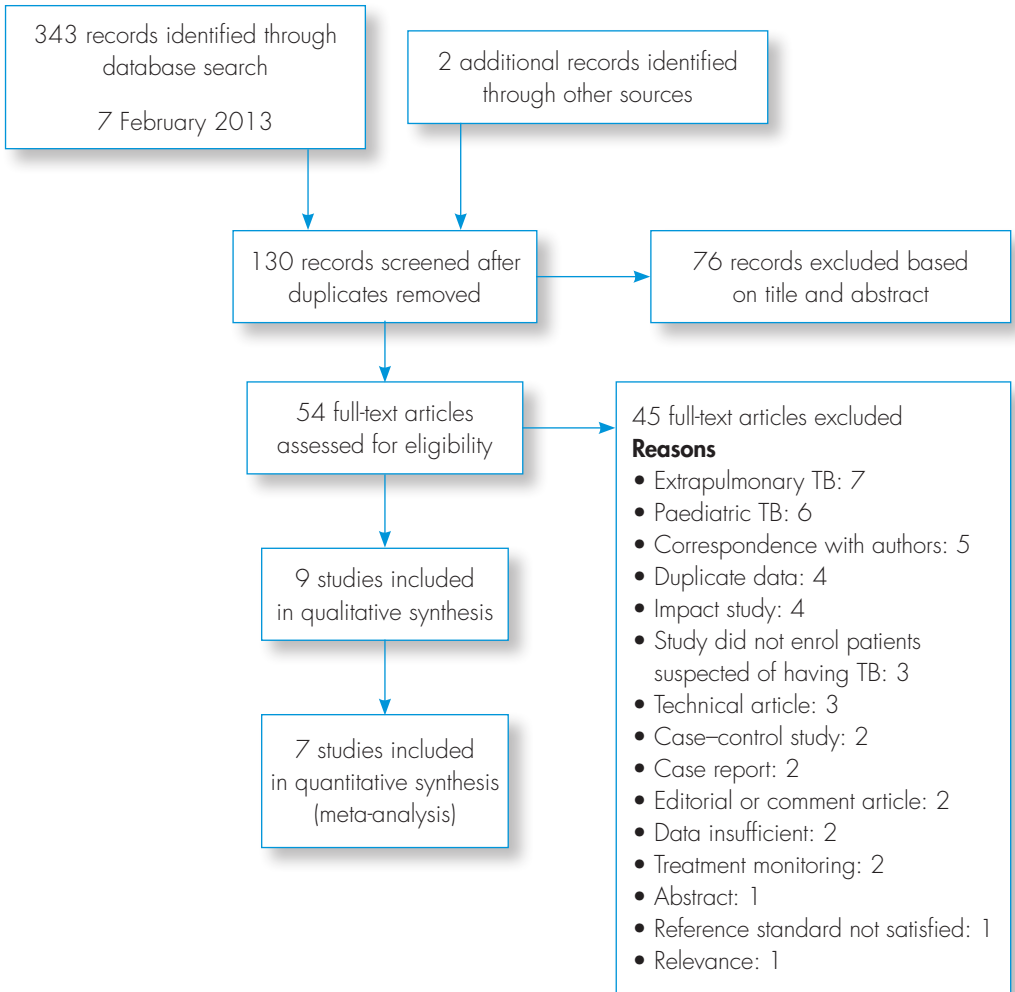 343 records identified through
database search
7 February 2013
2 additional records identified
through other sources
130 records screened after
duplicates removed
76 records excluded based
on title and abstract
54 full-text articles
assessed for eligibility
45 full-text articles excluded
Reasons
• Extrapulmonary TB: 7
• Paediatric TB: 6
• Correspondence with authors: 5
• Duplicate data: 4
• Impact study: 4
• Study did not enrol patients
suspected of having TB: 3
• Technical article: 3
• Case–control study: 2
• Case report: 2
• Editorial or comment article: 2
• Data insufficient: 2
• Treatment monitoring: 2
• Abstract: 1
• Reference standard not satisfied: 1
• Relevance: 1
9 studies included
in qualitative synthesis
7 studies included
in quantitative synthesis
(meta-analysis)